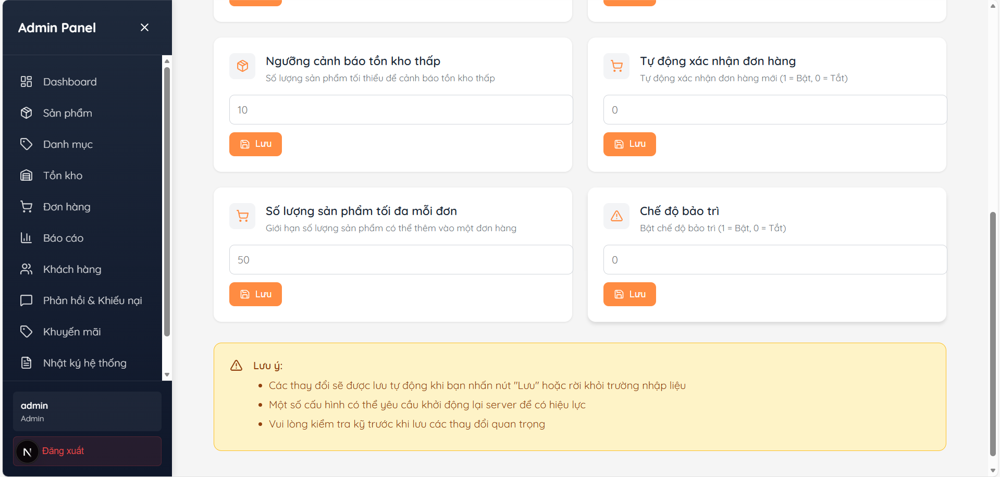 Admin Panel
Dashboard
Sản phẩm
Danh mục
Tồn kho
Đơn hàng
Báo cáo
Khách hàng
Phản hồi & Khiếu nại
Khuyến mãi
Nhật ký hệ thống
admin
Admin
N
Đăng xuất
Ngưỡng cảnh báo tồn kho thấp
Số lượng sản phẩm tối thiểu để cảnh báo tồn kho thấp
10
Lưu
Tự động xác nhận đơn hàng
Tự động xác nhận đơn hàng mới (1 = Bật, 0 = Tắt)
0
Lưu
Số lượng sản phẩm tối đa mỗi đơn
Giới hạn số lượng sản phẩm có thể thêm vào một đơn hàng
50
Lưu
Chế độ bảo trì
Bật chế độ bảo trì (1 = Bật, 0 = Tắt)
0
Lưu
Lưu ý:
Các thay đổi sẽ được lưu tự động khi bạn nhấn nút "Lưu" hoặc rời khỏi trường nhập liệu
Một số cấu hình có thể yêu cầu khởi động lại server để có hiệu lực
Vui lòng kiểm tra kỹ trước khi lưu các thay đổi quan trọng